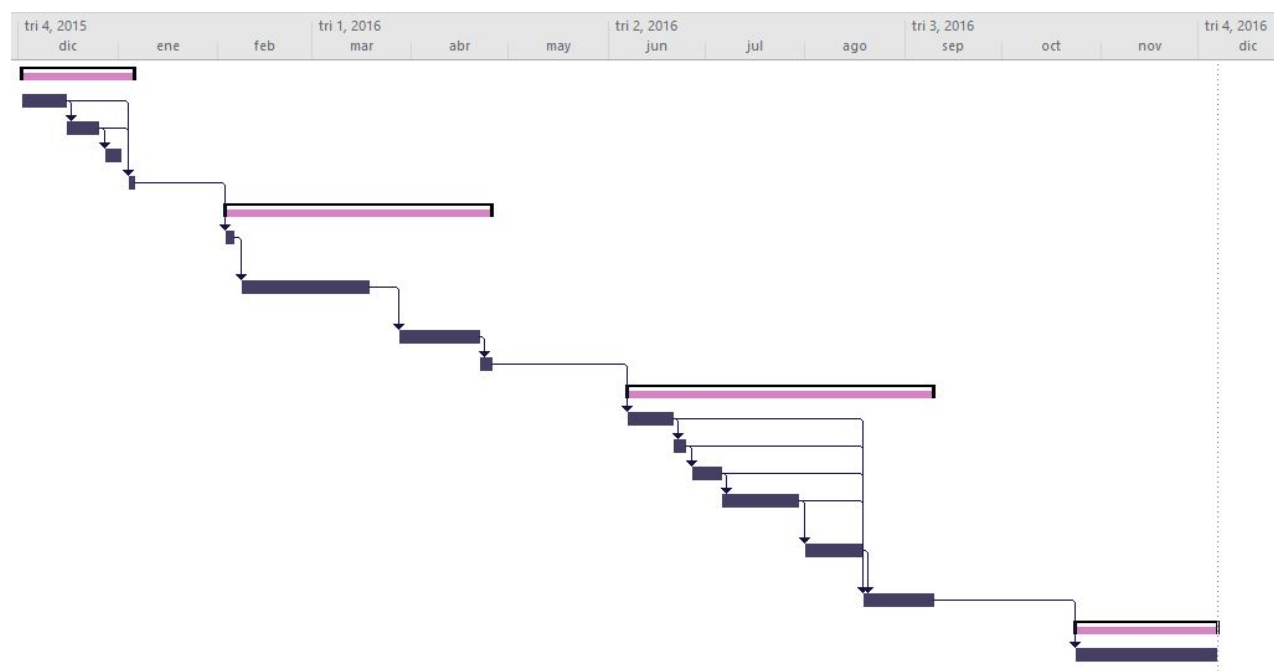 tri 4, 2015 tri 1, 2016 tri 2, 2016 tri 3, 2016 tri 4, 2016
dic ene feb mar abr may jun jul ago sep oct nov dic